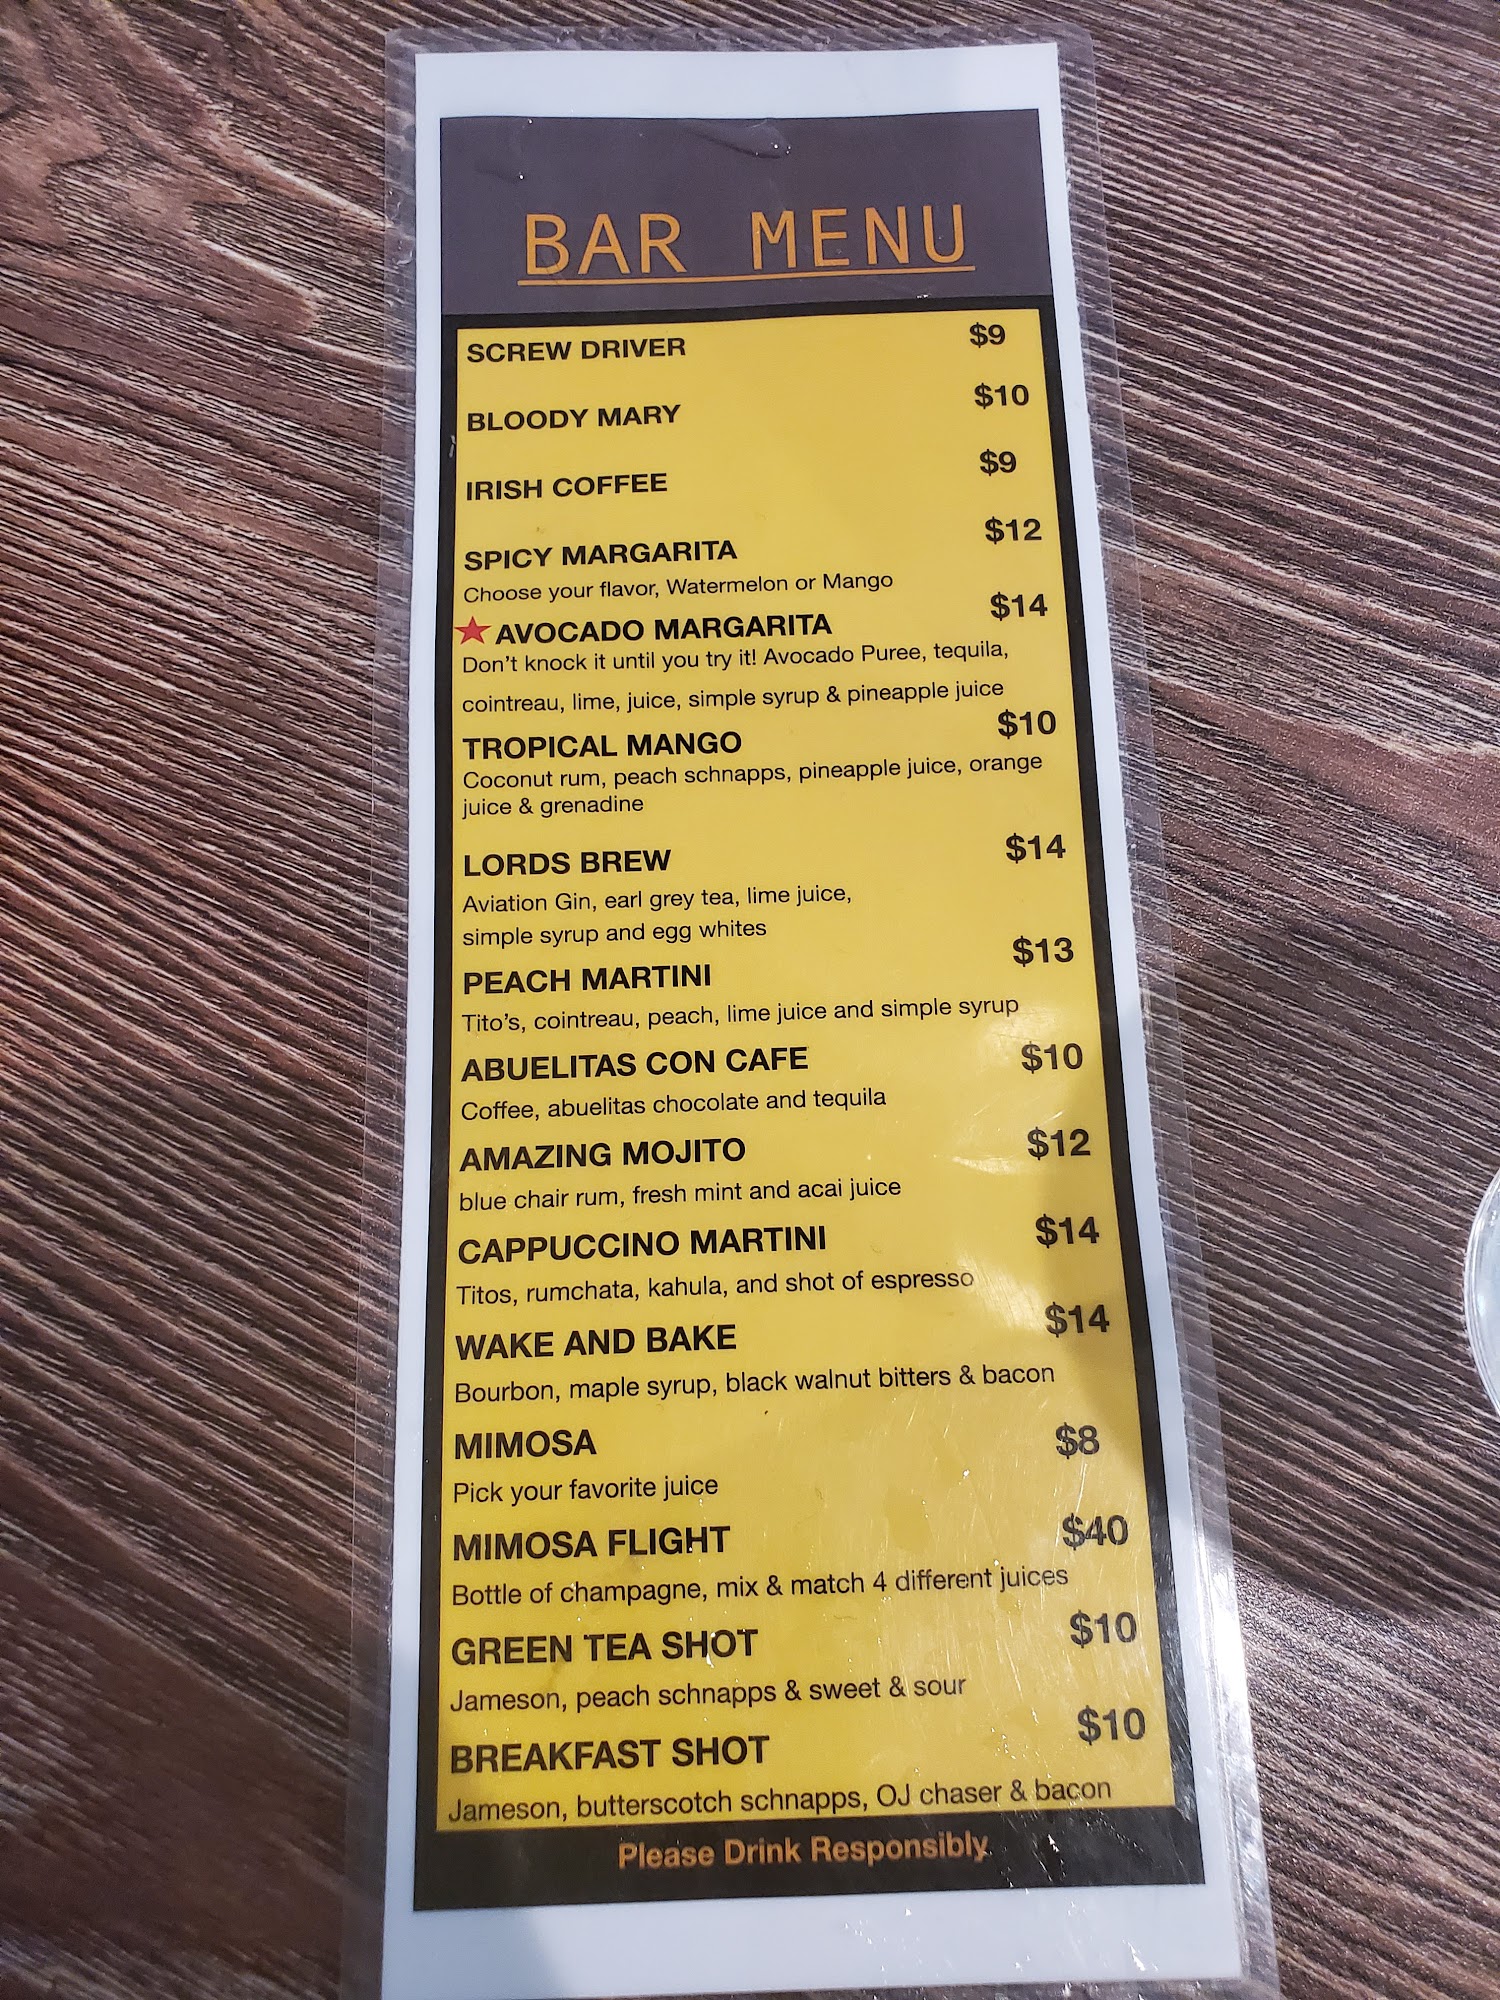 BAR MENU
SCREW DRIVER $9
BLOODY MARY $10
IRISH COFFEE $9
SPICY MARGARITA $12
Choose your flavor, Watermelon or Mango
AVOCADO MARGARITA $14
Don't knock it until you try it! Avocado Puree, tequila,
cointreau, lime, juice, simple syrup & pineapple juice
TROPICAL MANGO $10
Coconut rum, peach schnapps, pineapple juice, orange
juice & grenadine
LORDS BREW $14
Aviation Gin, earl grey tea, lime juice,
simple syrup and egg whites
PEACH MARTINI $13
Tito's, cointreau, peach, lime juice and simple syrup
ABUELITAS CON CAFE $10
Coffee, abuelitas chocolate and tequila
AMAZING MOJITO $12
blue chair rum, fresh mint and acai juice
CAPPUCCINO MARTINI $14
Titos, rumchata, kahula, and shot of espresso
WAKE AND BAKE $14
Bourbon, maple syrup, black walnut bitters & bacon
MIMOSA $8
Pick your favorite juice
MIMOSA FLIGHT $40
Bottle of champagne, mix & match 4 different juices
GREEN TEA SHOT $10
Jameson, peach schnapps & sweet & sour
BREAKFAST SHOT $10
Jameson, butterscotch schnapps, OJ chaser & bacon
Please Drink Responsibly